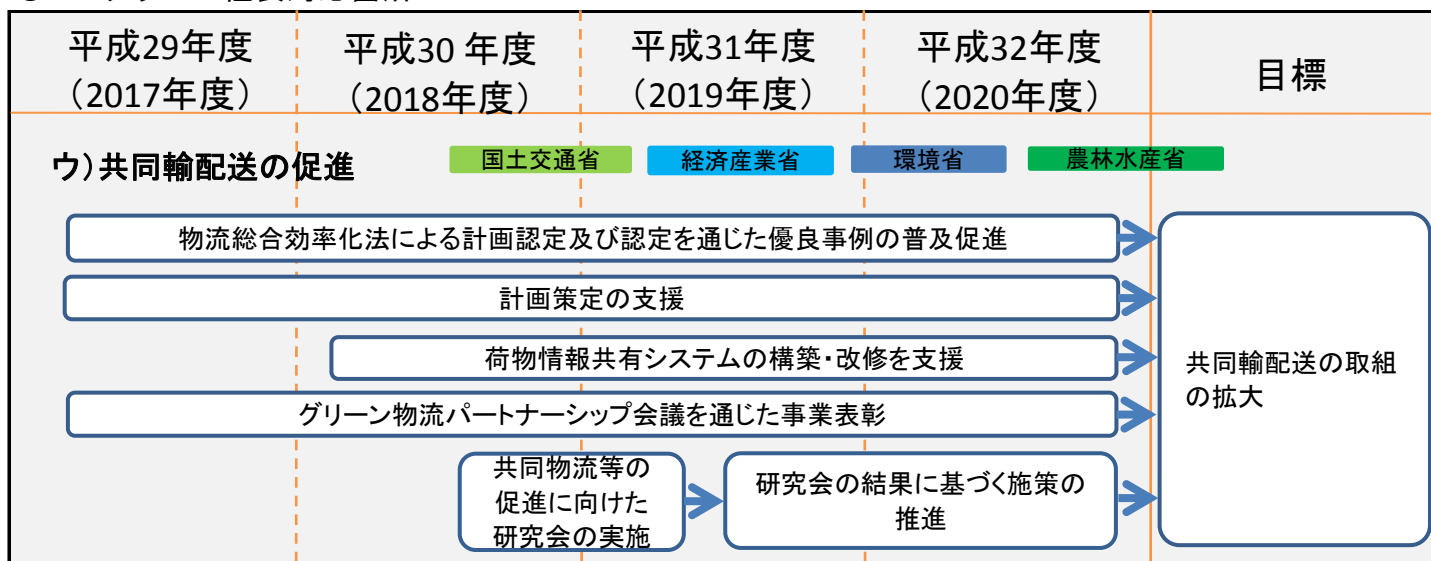 平成29年度
（2017年度）
平成30 年度
（2018年度）
平成31年度
（2019年度）
平成32年度
（2020年度）
目標
ウ）共同輸配送の促進
国土交通省
経済産業省
環境省
農林水産省
物流総合効率化法による計画認定及び認定を通じた優良事例の普及促進
計画策定の支援
荷物情報共有システムの構築・改修を支援
グリーン物流パートナーシップ会議を通じた事業表彰
共同物流等の
促進に向けた
研究会の実施
研究会の結果に基づく施策の
推進
共同輸配送の取組
の拡大